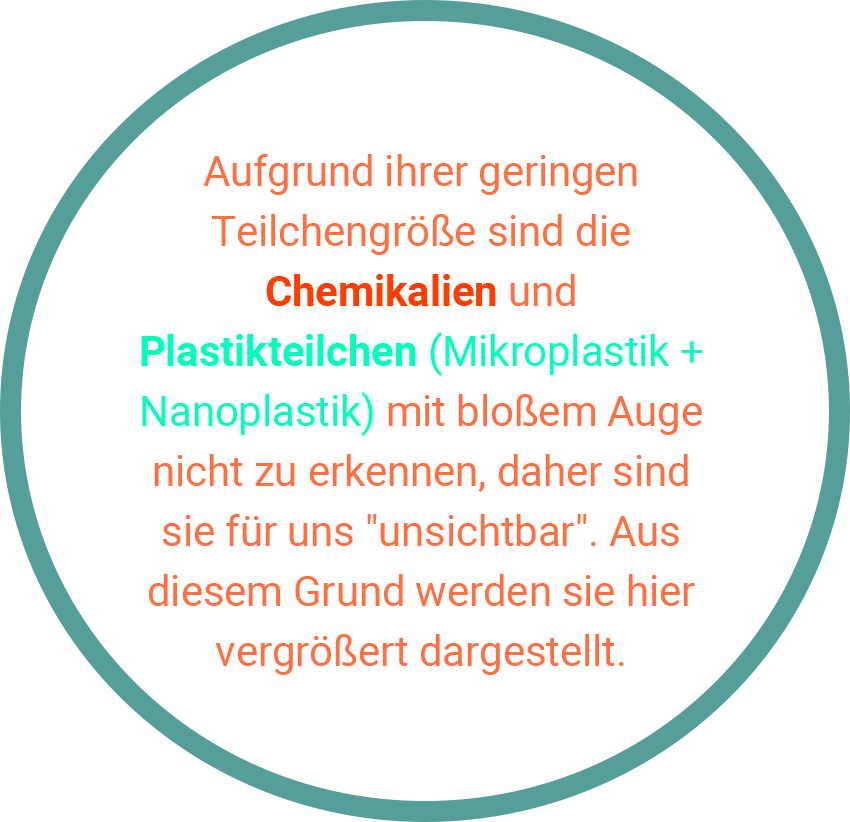 Aufgrund ihrer geringen
Teilchengröße sind die
Chemikalien und
Plastikteilchen (Mikroplastik +
Nanoplastik) mit bloßem Auge
nicht zu erkennen, daher sind
sie für uns "unsichtbar". Aus
diesem Grund werden sie hier
vergrößert dargestellt.